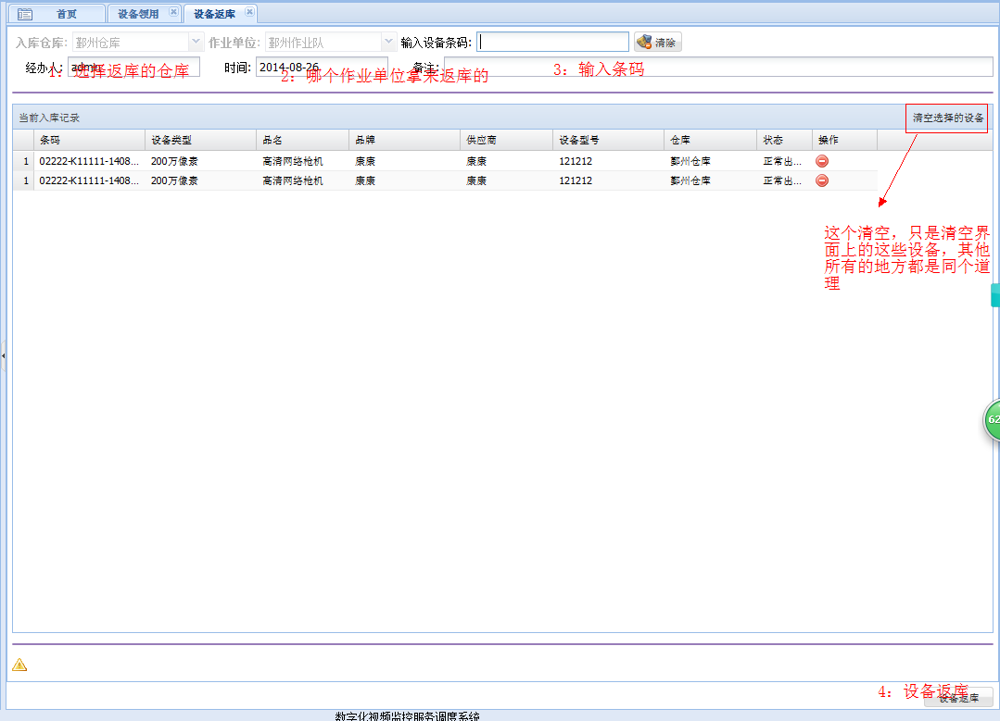 首页 设备领用 设备返库
入库仓库: 鄞州仓库 作业单位: 鄞州作业队 输入设备条码: 清除
经办人: admin 时间: 2014-08-26 备注:
1：选择返库的仓库 2：哪个作业单位拿来返库的 3：输入条码
当前入库记录 清空选择的设备
条码 设备类型 品名 品牌 供应商 设备型号 仓库 状态 操作
1 02222-K11111-1408... 200万像素 高清网络枪机 康康 康康 121212 鄞州仓库 正常出...
1 02222-K11111-1408... 200万像素 高清网络枪机 康康 康康 121212 鄞州仓库 正常出...
这个清空，只是清空界
面上的这些设备，其他
所有的地方都是同个道
理
62
4：设备返库
设备返库
数字化视频监控服务调度系统